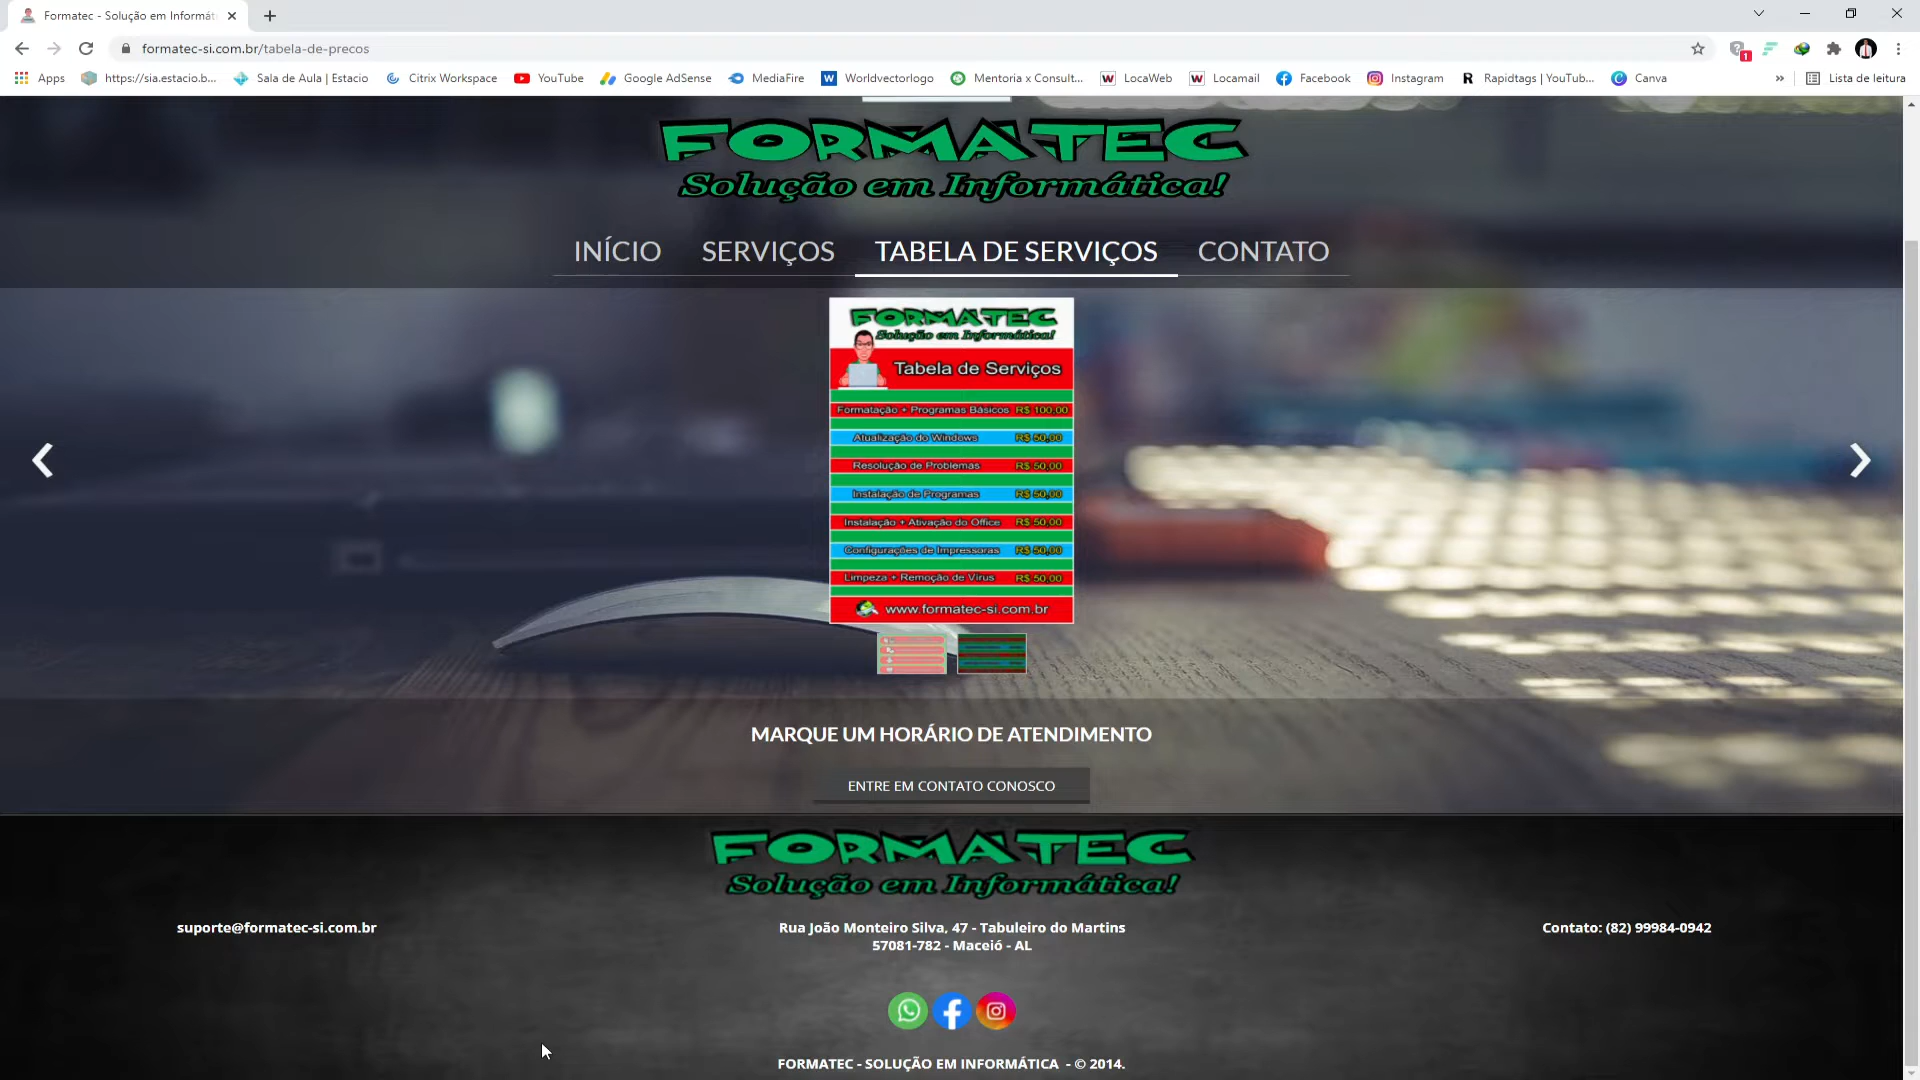 Formatec - Solução em Informáti
formatec-si.com.br/tabela-de-precos
Apps
https://sia.estacio.b...
Sala de Aula | Estacio
Citrix Workspace
YouTube
Google AdSense
MediaFire
Worldvectorlogo
Mentoria x Consult...
LocaWeb
Locamail
Facebook
Instagram
Rapidtags | YouTub...
Canva
»
Lista de leitura
1
FORMATEC
Solução em Informática!
INÍCIO SERVIÇOS TABELA DE SERVIÇOS CONTATO
FORMATEC
Solução em Informática!
Tabela de Serviços
Formatação + Programas Básicos R$ 100,00
Atualização do Windows R$ 50,00
Resolução de Problemas R$ 50,00
Instalação de Programas R$ 50,00
Instalação + Ativação do Office R$ 50,00
Configurações de Impressoras R$ 50,00
Limpeza + Remoção de Vírus R$ 50,00
www.formatec-si.com.br
MARQUE UM HORÁRIO DE ATENDIMENTO
ENTRE EM CONTATO CONOSCO
FORMATEC
Solução em Informática!
suporte@formatec-si.com.br
Rua João Monteiro Silva, 47 - Tabuleiro do Martins
57081-782 - Maceió - AL
Contato: (82) 99984-0942
FORMATEC - SOLUÇÃO EM INFORMÁTICA - © 2014.